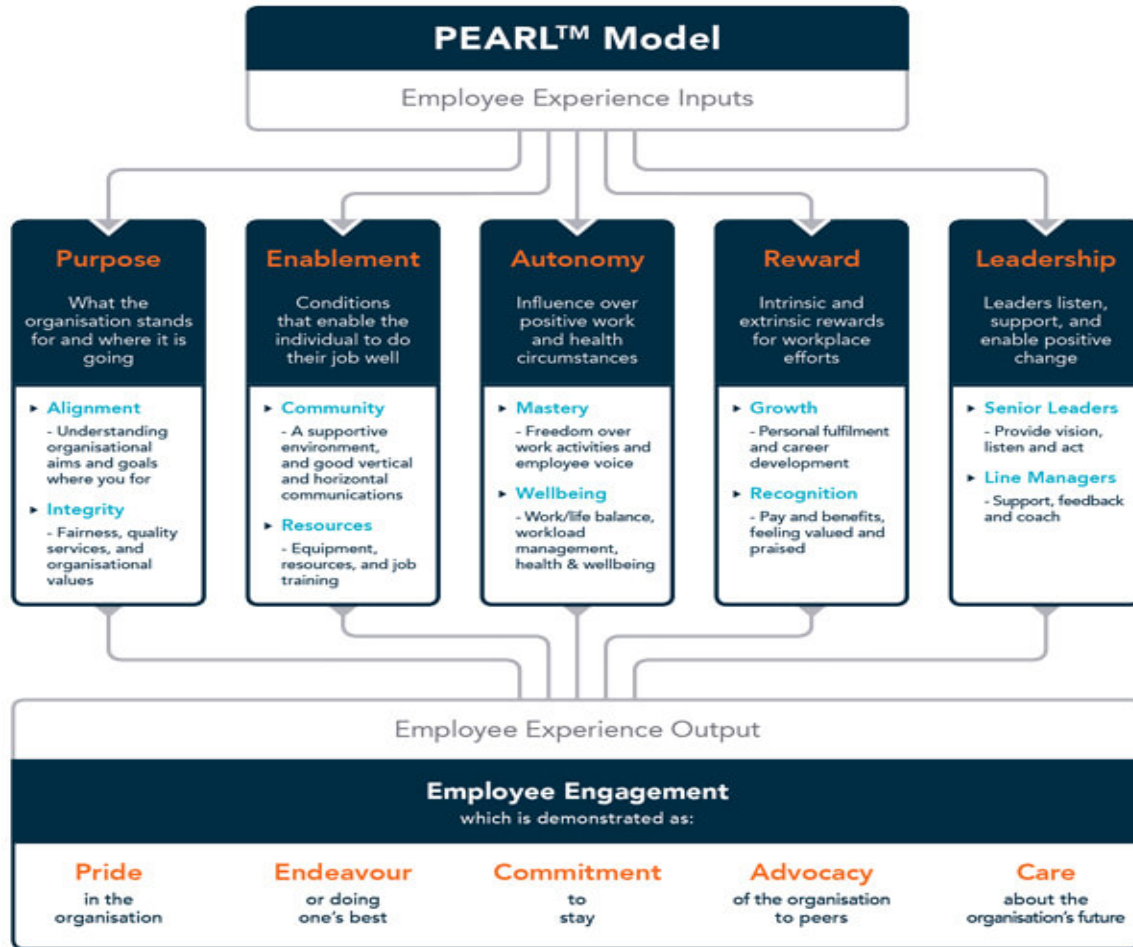 PEARL™ Model
Employee Experience Inputs
Purpose
What the
organisation stands
for and where it is
going
▸ Alignment
- Understanding
organisational
aims and goals
where you for
▸ Integrity
- Fairness, quality
services, and
organisational
values
Enablement
Conditions
that enable the
individual to do
their job well
▸ Community
- A supportive
environment,
and good vertical
and horizontal
communications
▸ Resources
- Equipment,
resources, and job
training
Autonomy
Influence over
positive work
and health
circumstances
▸ Mastery
- Freedom over
work activities and
employee voice
▸ Wellbeing
- Work/life balance,
workload
management,
health & wellbeing
Reward
Intrinsic and
extrinsic rewards
for workplace
efforts
▸ Growth
- Personal fulfilment
and career
development
▸ Recognition
- Pay and benefits,
feeling valued and
praised
Leadership
Leaders listen,
support, and
enable positive
change
▸ Senior Leaders
- Provide vision,
listen and act
▸ Line Managers
- Support, feedback
and coach
Employee Experience Output
Employee Engagement
which is demonstrated as:
Pride
in the
organisation
Endeavour
or doing
one's best
Commitment
to
stay
Advocacy
of the organisation
to peers
Care
about the
organisation's future